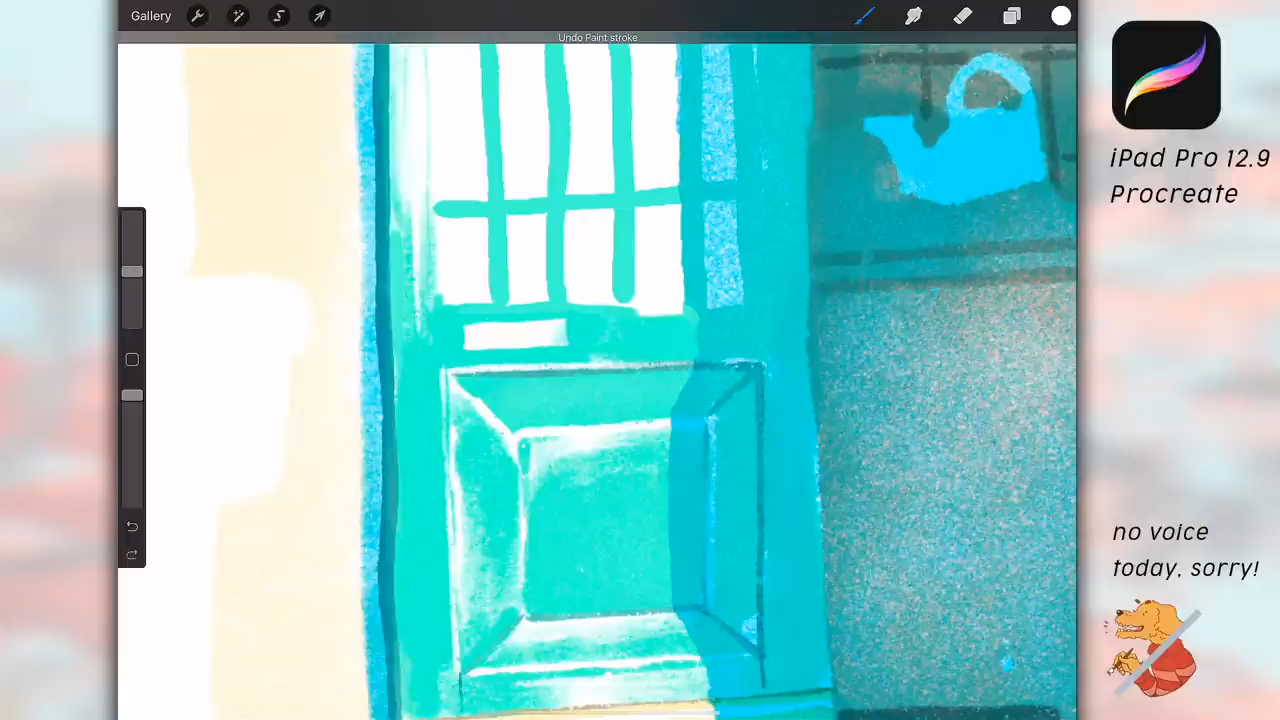 Gallery
Undo Paint stroke
iPad Pro 12.9
Procreate
no voice
today, sorry!